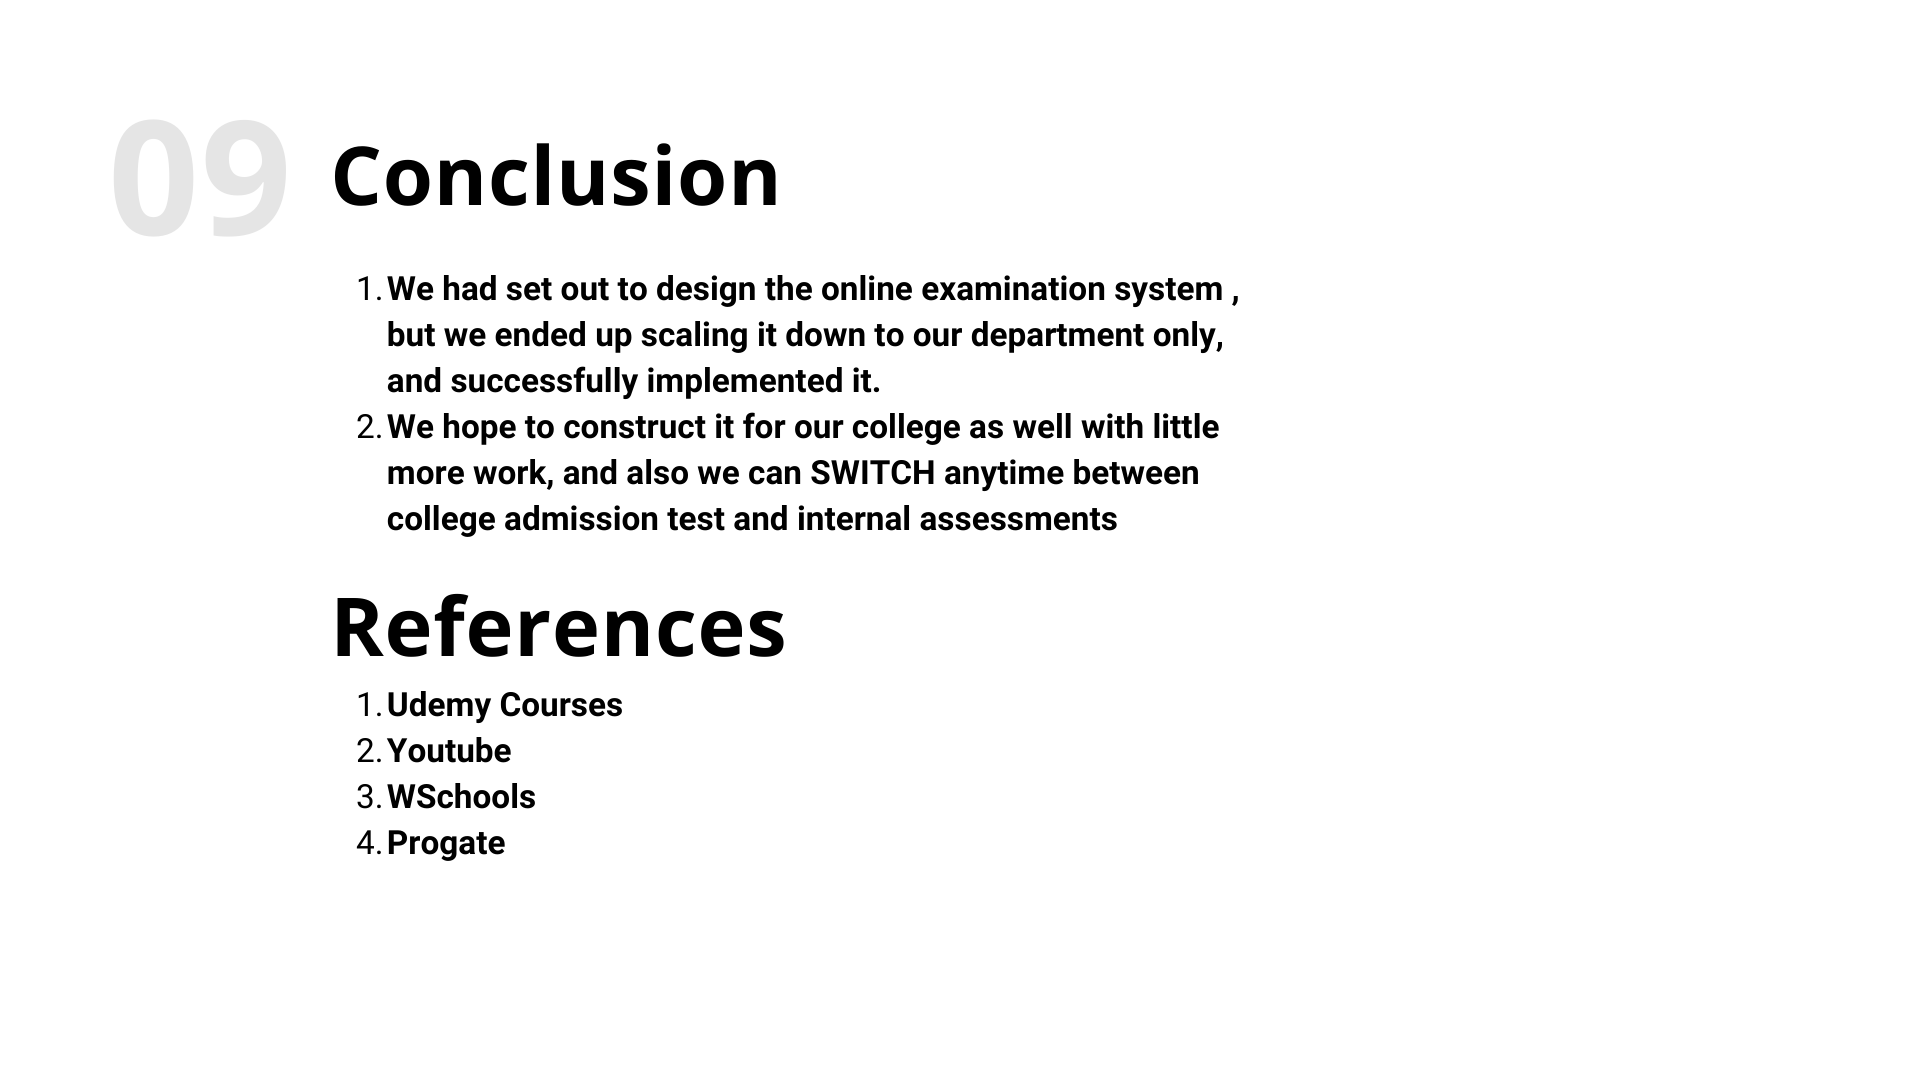 09
Conclusion
1. We had set out to design the online examination system ,
but we ended up scaling it down to our department only,
and successfully implemented it.
2. We hope to construct it for our college as well with little
more work, and also we can SWITCH anytime between
college admission test and internal assessments
References
1. Udemy Courses
2. Youtube
3. WSchools
4. Progate